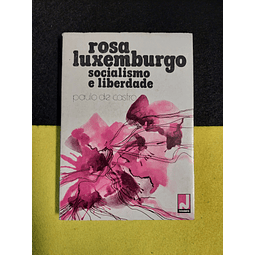 rosa
luxemburgo
socialismo
e liberdade
paulo de castro